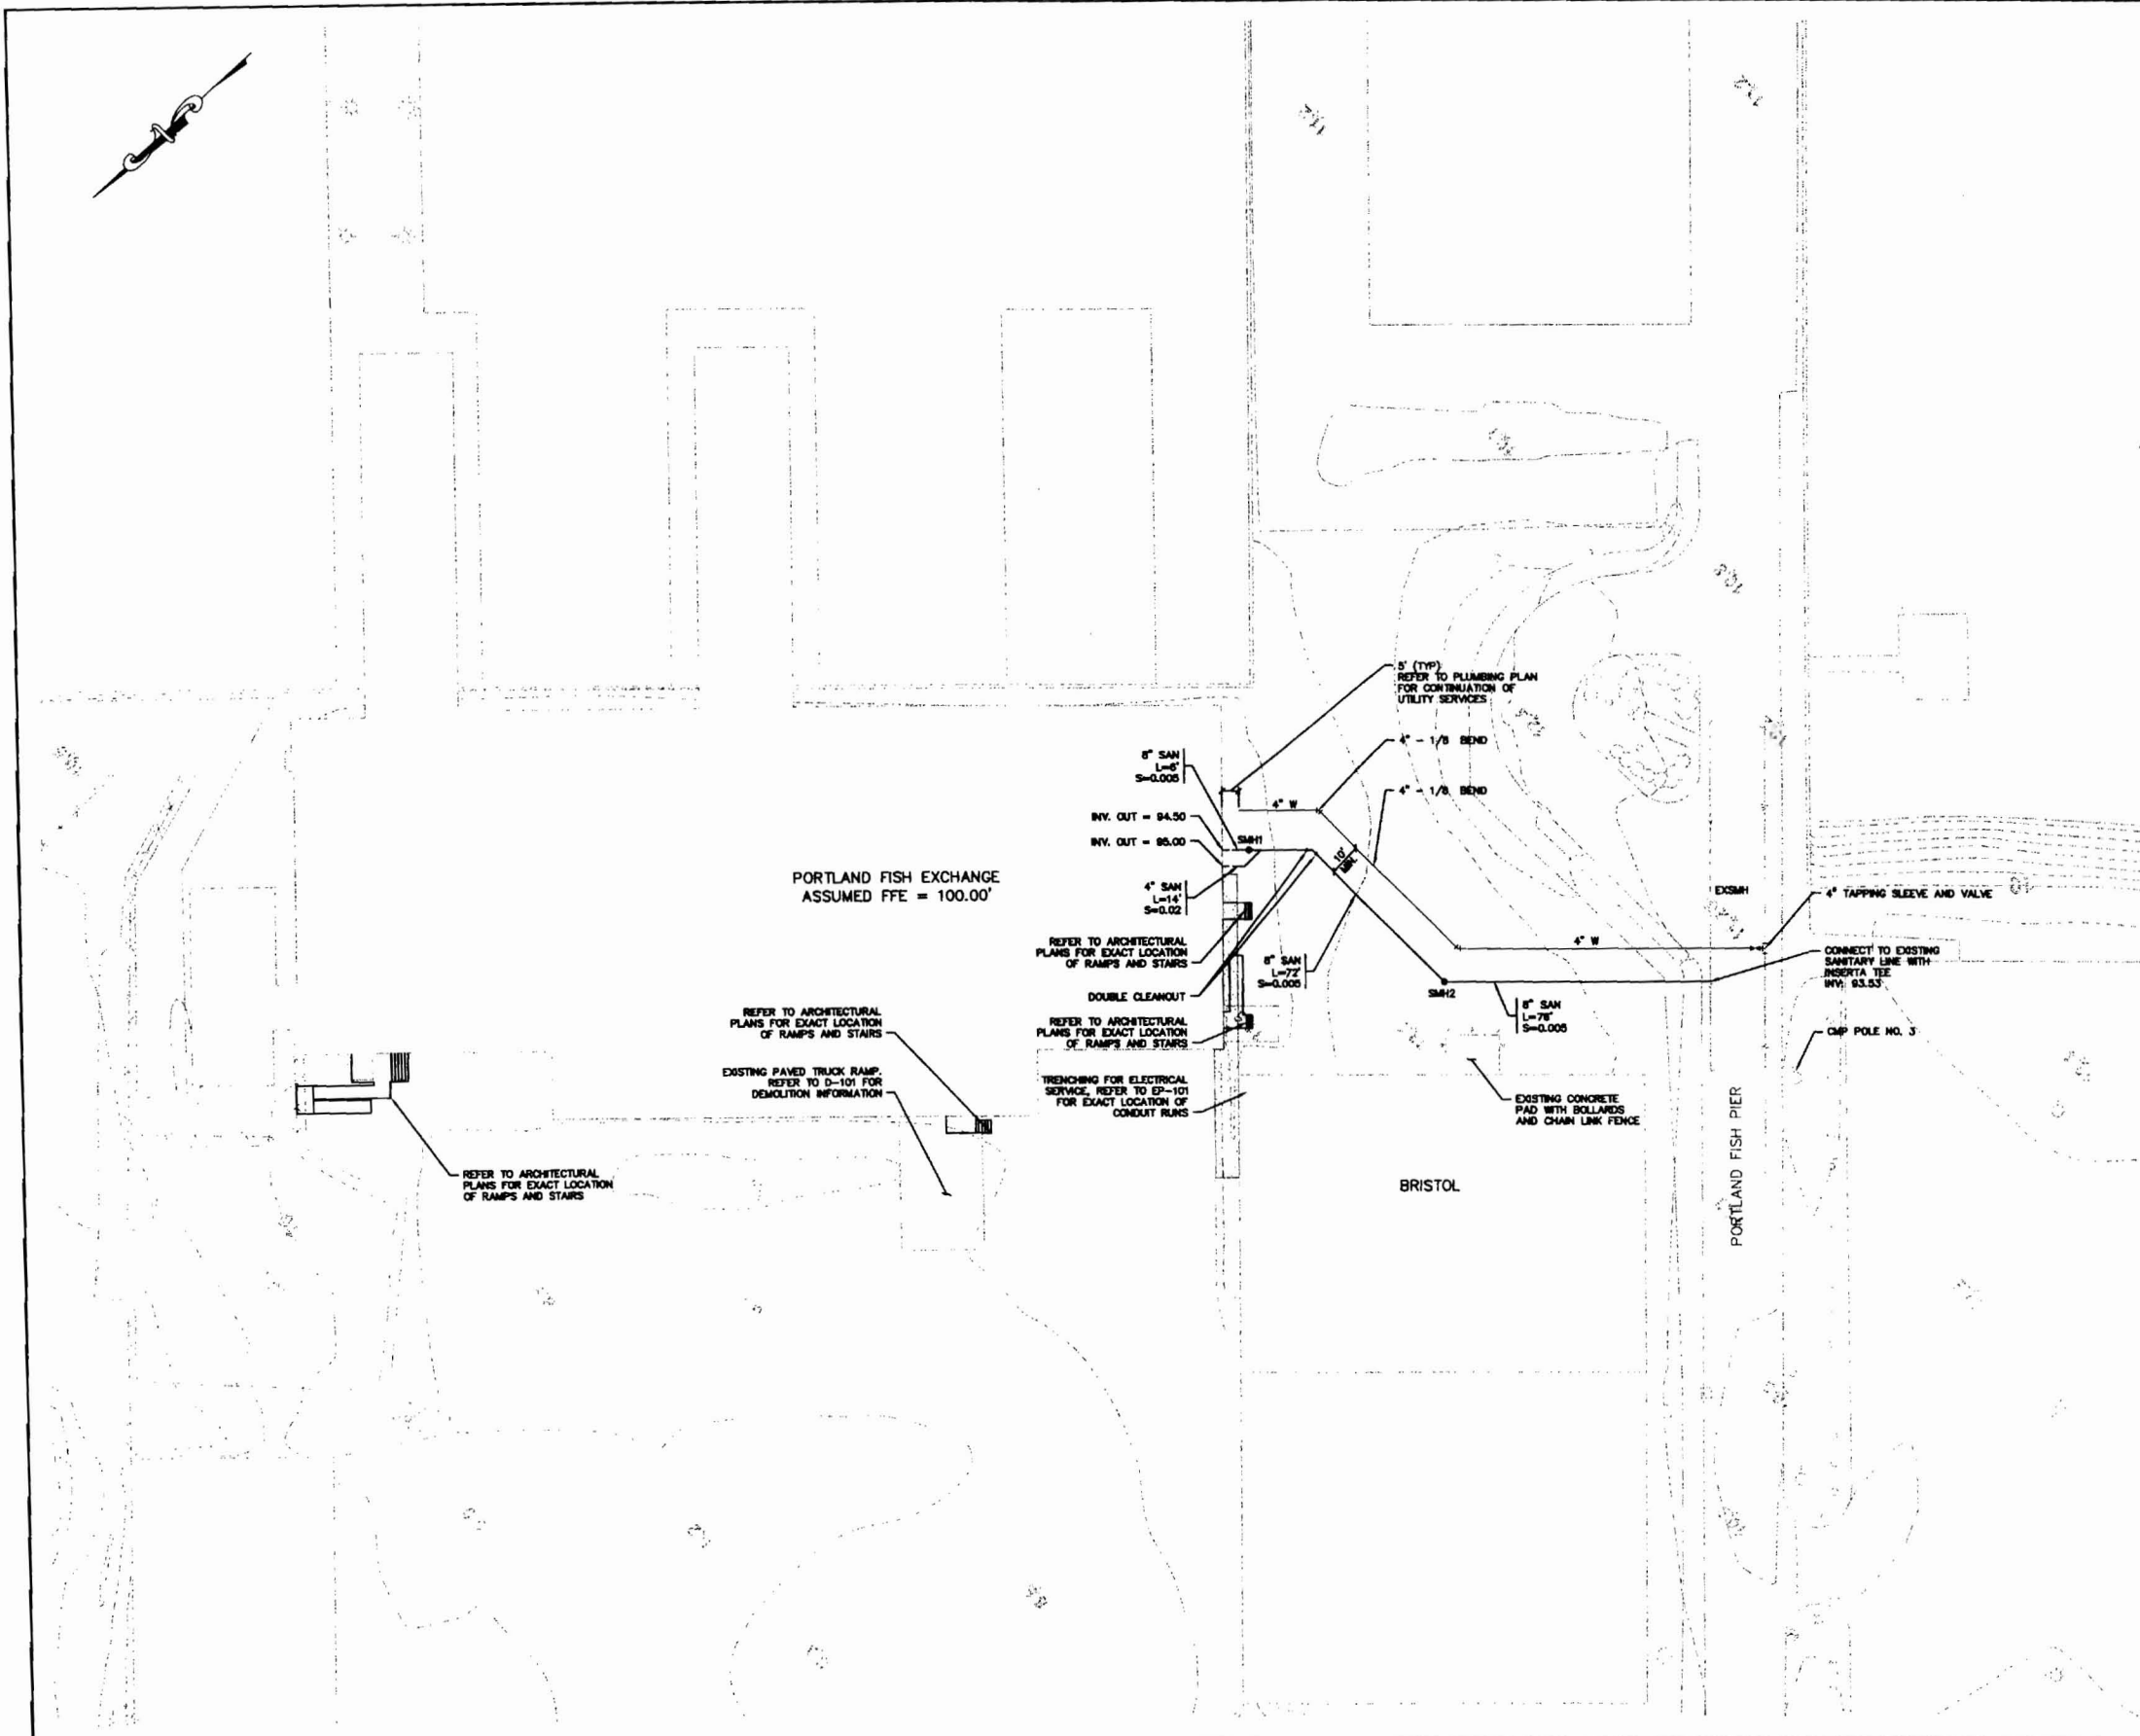 5' (TYP)
REFER TO PLUMBING PLAN
FOR CONTINUATION OF
UTILITY SERVICES
4" - 1/8 BEND
8" SAN
L=6'
S=0.005
4" - 1/8 BEND
4" W
INV. OUT = 94.50
SMH1
INV. OUT = 95.00
10'
MIN.
PORTLAND FISH EXCHANGE
ASSUMED FFE = 100.00'
4" SAN
L=14'
S=0.02
EXSMH
4" TAPPING SLEEVE AND VALVE
REFER TO ARCHITECTURAL
PLANS FOR EXACT LOCATION
OF RAMPS AND STAIRS
4" W
CONNECT TO EXISTING
SANITARY LINE WITH
INSERTA TEE
INV: 93.53
8" SAN
L=72'
S=0.005
DOUBLE CLEANOUT
SMH2
8" SAN
L=78'
S=0.005
REFER TO ARCHITECTURAL
PLANS FOR EXACT LOCATION
OF RAMPS AND STAIRS
REFER TO ARCHITECTURAL
PLANS FOR EXACT LOCATION
OF RAMPS AND STAIRS
CMP POLE NO. 3
EXISTING PAVED TRUCK RAMP.
REFER TO D-101 FOR
DEMOLITION INFORMATION
TRENCHING FOR ELECTRICAL
SERVICE, REFER TO EP-101
FOR EXACT LOCATION OF
CONDUIT RUNS
EXISTING CONCRETE
PAD WITH BOLLARDS
AND CHAIN LINK FENCE
PORTLAND FISH PIER
REFER TO ARCHITECTURAL
PLANS FOR EXACT LOCATION
OF RAMPS AND STAIRS
BRISTOL